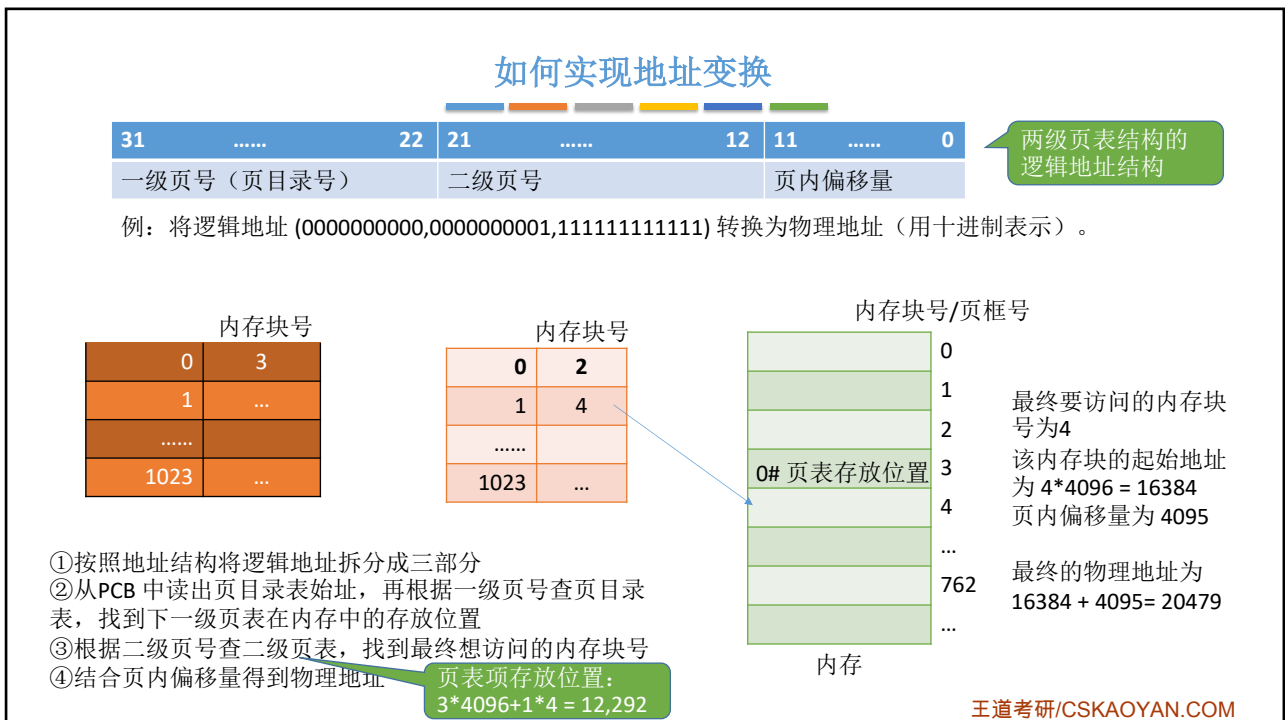 如何实现地址变换
31 …… 22 21 …… 12 11 …… 0
一级页号（页目录号） 二级页号 页内偏移量
两级页表结构的
逻辑地址结构
例：将逻辑地址 (0000000000,0000000001,111111111111) 转换为物理地址（用十进制表示）。
内存块号
0 3
1 …
……
1023 …
内存块号
0 2
1 4
……
1023 …
内存块号/页框号
0
1
2
0# 页表存放位置 3
4
…
762
…
内存
最终要访问的内存块
号为4
该内存块的起始地址
为 4*4096 = 16384
页内偏移量为 4095
最终的物理地址为
16384 + 4095= 20479
①按照地址结构将逻辑地址拆分成三部分
②从PCB 中读出页目录表始址，再根据一级页号查页目录
表，找到下一级页表在内存中的存放位置
③根据二级页号查二级页表，找到最终想访问的内存块号
④结合页内偏移量得到物理地址
页表项存放位置：
3*4096+1*4 = 12,292
王道考研/CSKAOYAN.COM